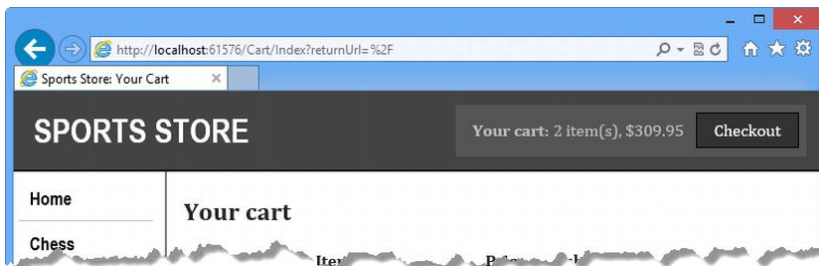 http://localhost:61576/Cart/Index?returnUrl=%2F
Sports Store: Your Cart
SPORTS STORE
Your cart: 2 item(s), $309.95 Checkout
Home
Your cart
Chess